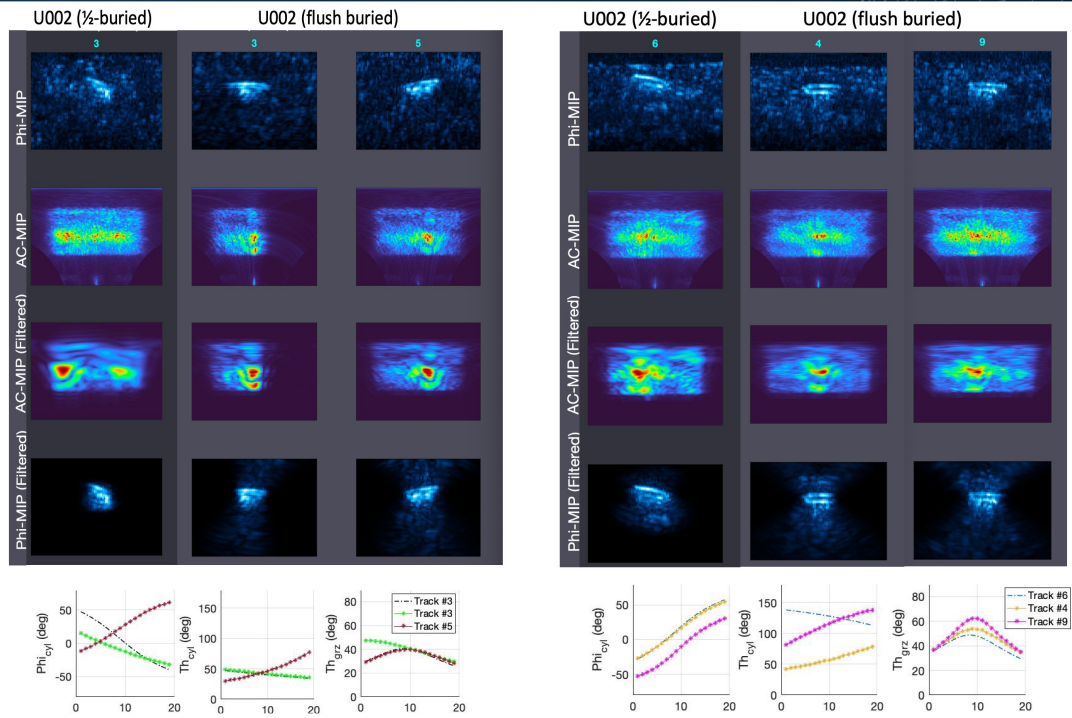 U002 (½-buried)
U002 (flush buried)
3
3
5
Phi-MIP
AC-MIP
AC-MIP (Filtered)
Phi-MIP (Filtered)
U002 (½-buried)
U002 (flush buried)
6
4
9
Phi-MIP
AC-MIP
AC-MIP (Filtered)
Phi-MIP (Filtered)
Phi_cyl (deg)
50
0
-50
0
10
20
Th_cyl (deg)
150
100
50
0
0
10
20
Th_grz (deg)
80
60
40
20
0
10
20
Track #3
Track #3
Track #5
Phi_cyl (deg)
50
0
-50
0
10
20
Th_cyl (deg)
150
100
50
0
0
10
20
Th_grz (deg)
80
60
40
20
0
0
10
20
Track #6
Track #4
Track #9